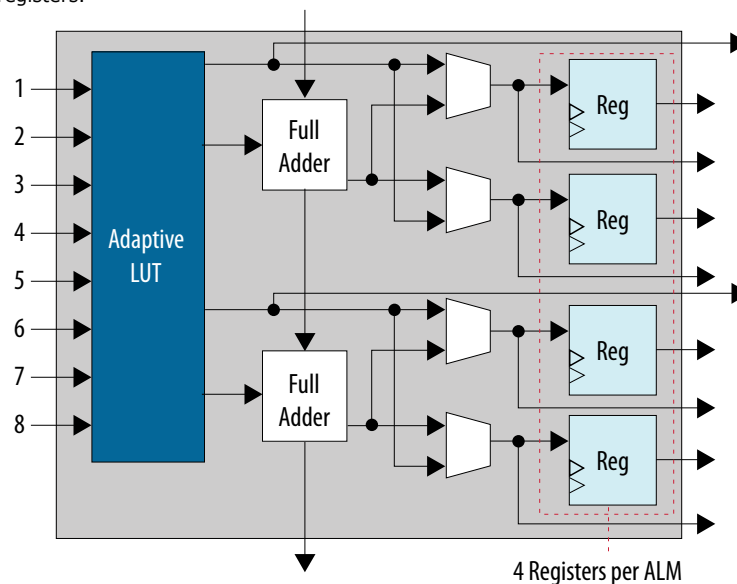 registers.
1
2
3
4
5
6
7
8
Adaptive
LUT
Full
Adder
Full
Adder
Reg
Reg
Reg
Reg
4 Registers per ALM